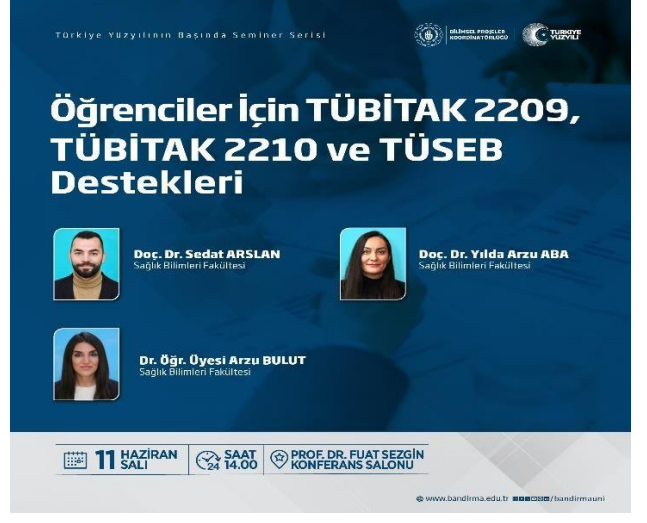 Türkiye Yüzyılının Başında Seminer Serisi
BİLİMSEL PROJELER
KOORDİNATÖRLÜĞÜ
TÜRKİYE
YÜZYILI
Öğrenciler İçin TÜBİTAK 2209,
TÜBİTAK 2210 ve TÜSEB
Destekleri
Doç. Dr. Sedat ARSLAN
Sağlık Bilimleri Fakültesi
Doç. Dr. Yılda Arzu ABA
Sağlık Bilimleri Fakültesi
Dr. Öğr. Üyesi Arzu BULUT
Sağlık Bilimleri Fakültesi
11 HAZİRAN
SALI
24
SAAT
14.00
PROF. DR. FUAT SEZGİN
KONFERANS SALONU
www.bandirma.edu.tr /bandirmauni